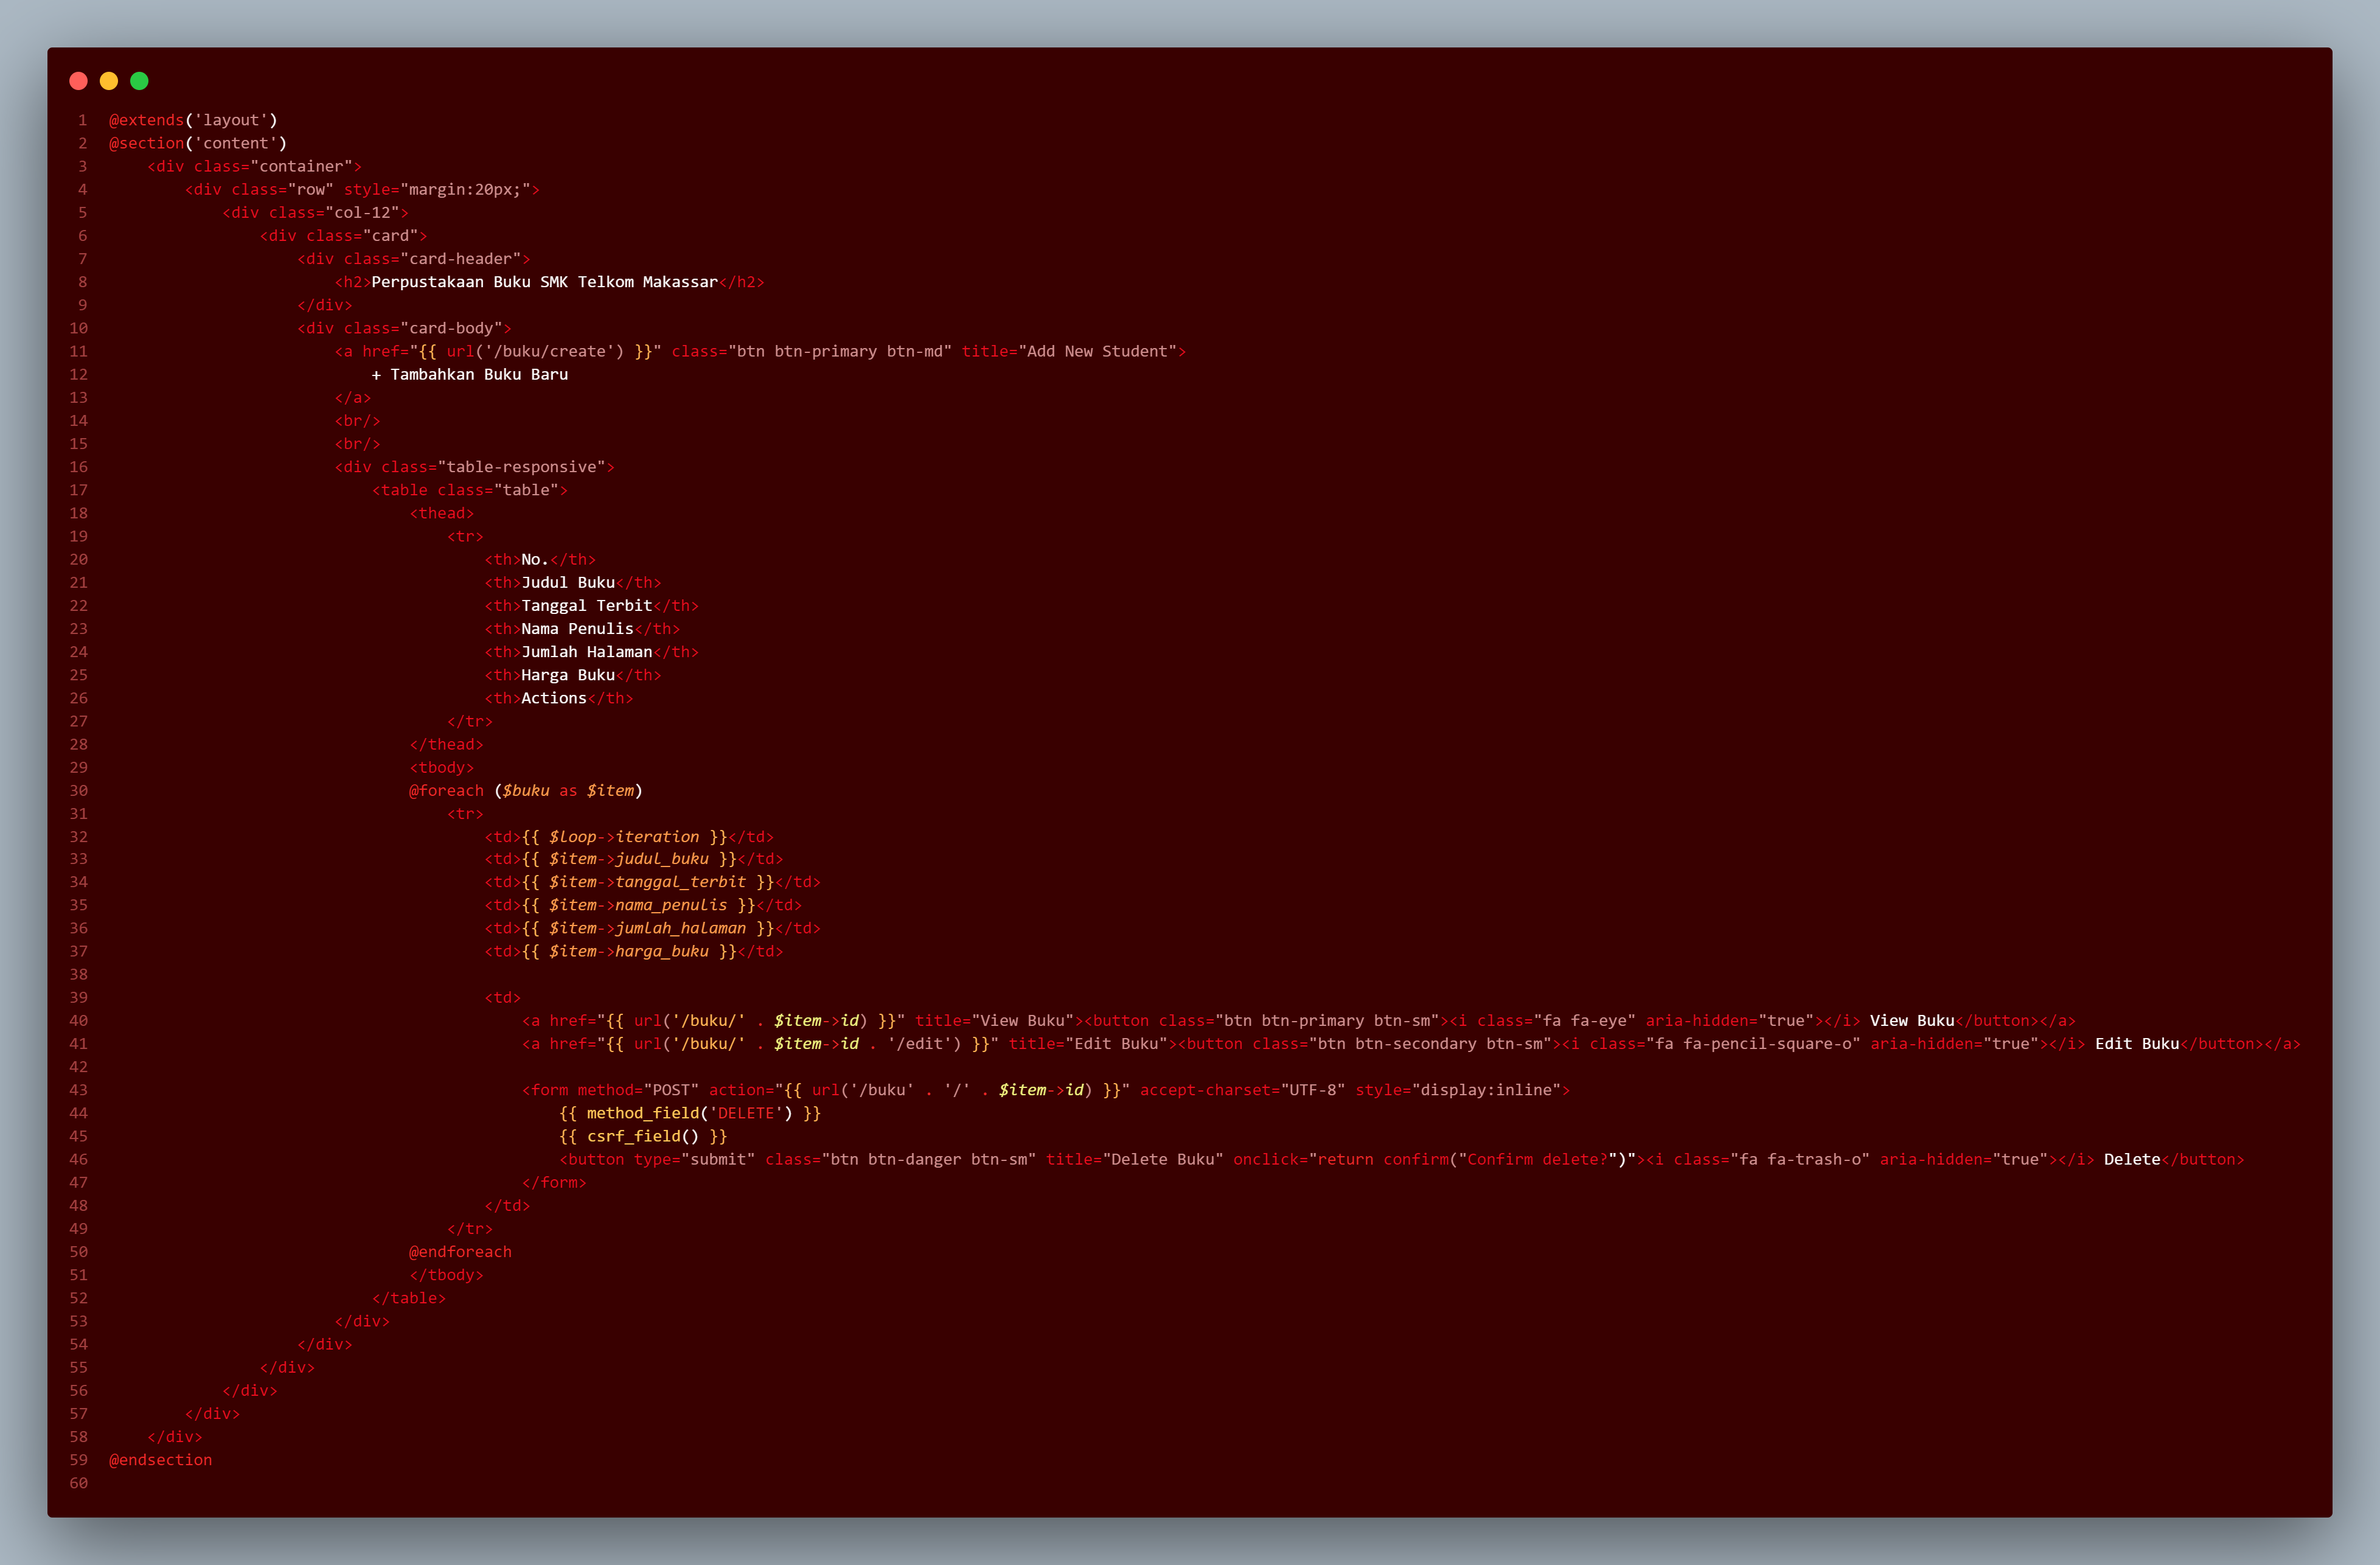 1 @extends('layout')
2 @section('content')
3     <div class="container">
4         <div class="row" style="margin:20px;">
5             <div class="col-12">
6                 <div class="card">
7                     <div class="card-header">
8                         <h2>Perpustakaan Buku SMK Telkom Makassar</h2>
9                     </div>
10                     <div class="card-body">
11                         <a href="{{ url('/buku/create') }}" class="btn btn-primary btn-md" title="Add New Student">
12                             + Tambahkan Buku Baru
13                         </a>
14                         <br/>
15                         <br/>
16                         <div class="table-responsive">
17                             <table class="table">
18                                 <thead>
19                                     <tr>
20                                         <th>No.</th>
21                                         <th>Judul Buku</th>
22                                         <th>Tanggal Terbit</th>
23                                         <th>Nama Penulis</th>
24                                         <th>Jumlah Halaman</th>
25                                         <th>Harga Buku</th>
26                                         <th>Actions</th>
27                                     </tr>
28                                 </thead>
29                                 <tbody>
30                                 @foreach ($buku as $item)
31                                     <tr>
32                                         <td>{{ $loop->iteration }}</td>
33                                         <td>{{ $item->judul_buku }}</td>
34                                         <td>{{ $item->tanggal_terbit }}</td>
35                                         <td>{{ $item->nama_penulis }}</td>
36                                         <td>{{ $item->jumlah_halaman }}</td>
37                                         <td>{{ $item->harga_buku }}</td>
38
39                                         <td>
40                                             <a href="{{ url('/buku/' . $item->id) }}" title="View Buku"><button class="btn btn-primary btn-sm"><i class="fa fa-eye" aria-hidden="true"></i> View Buku</button></a>
41                                             <a href="{{ url('/buku/' . $item->id . '/edit') }}" title="Edit Buku"><button class="btn btn-secondary btn-sm"><i class="fa fa-pencil-square-o" aria-hidden="true"></i> Edit Buku</button></a>
42
43                                             <form method="POST" action="{{ url('/buku' . '/' . $item->id) }}" accept-charset="UTF-8" style="display:inline">
44                                                 {{ method_field('DELETE') }}
45                                                 {{ csrf_field() }}
46                                                 <button type="submit" class="btn btn-danger btn-sm" title="Delete Buku" onclick="return confirm("Confirm delete?")"><i class="fa fa-trash-o" aria-hidden="true"></i> Delete</button>
47                                             </form>
48                                         </td>
49                                     </tr>
50                                 @endforeach
51                                 </tbody>
52                             </table>
53                         </div>
54                     </div>
55                 </div>
56             </div>
57         </div>
58     </div>
59 @endsection
60